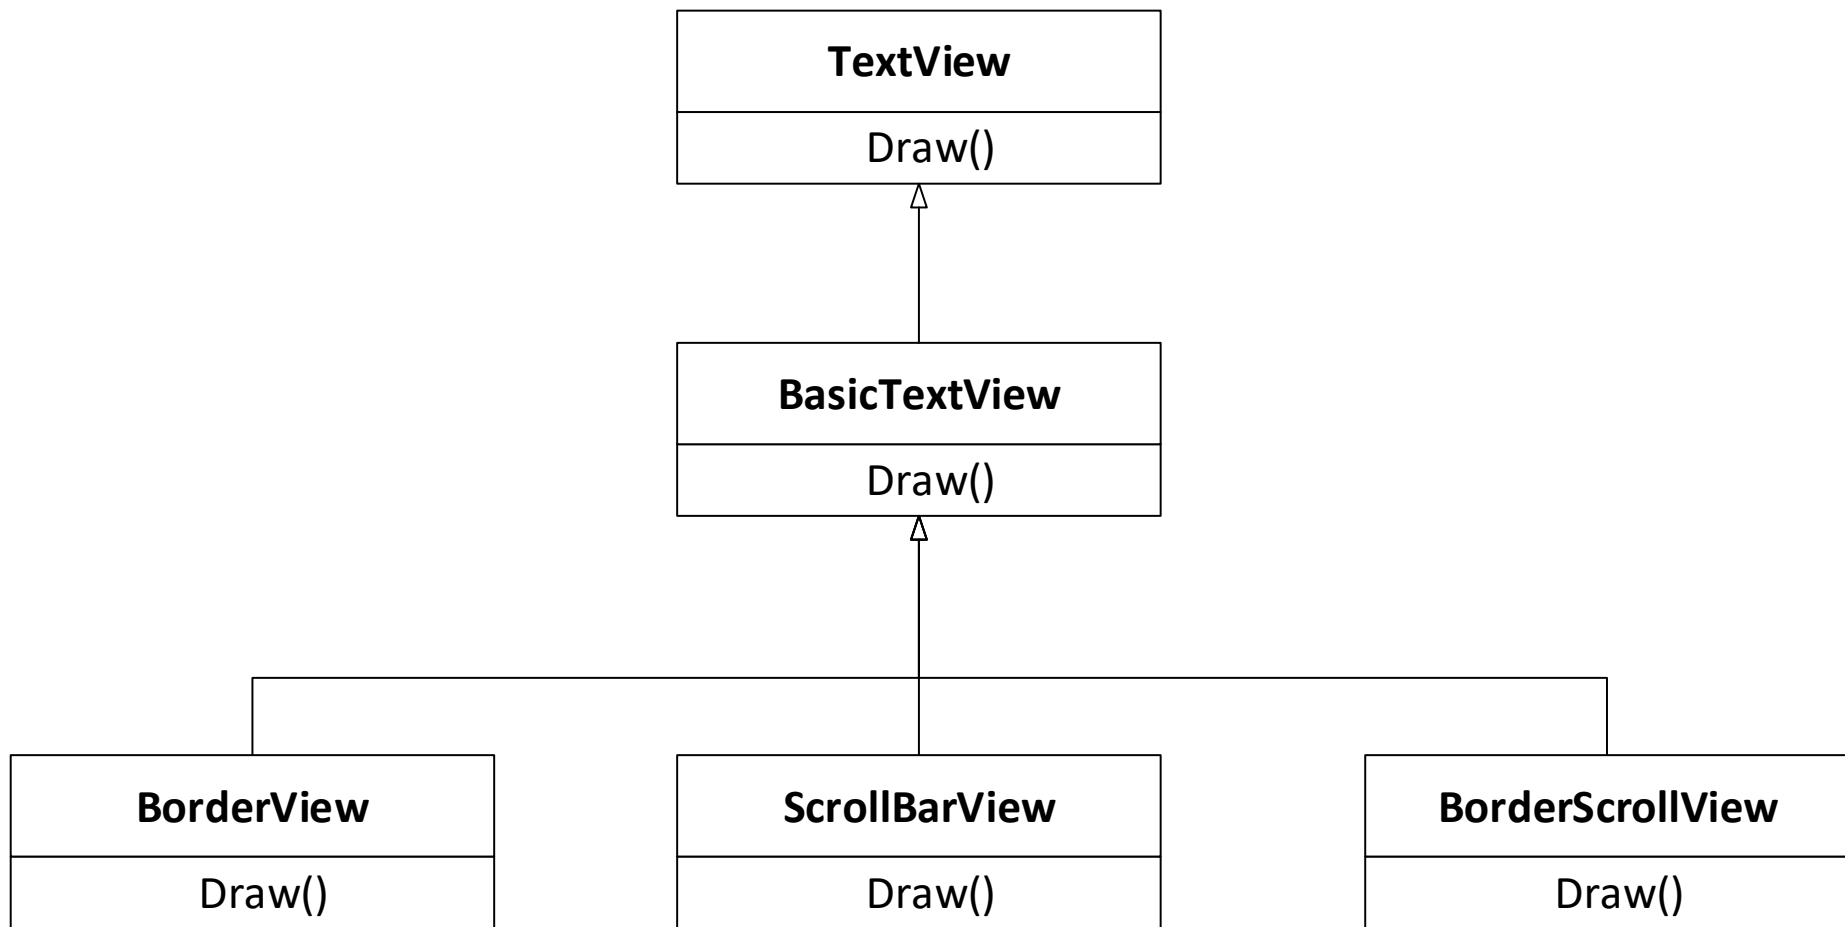 TextView
Draw()
BasicTextView
Draw()
BorderView
Draw()
ScrollBarView
Draw()
BorderScrollView
Draw()